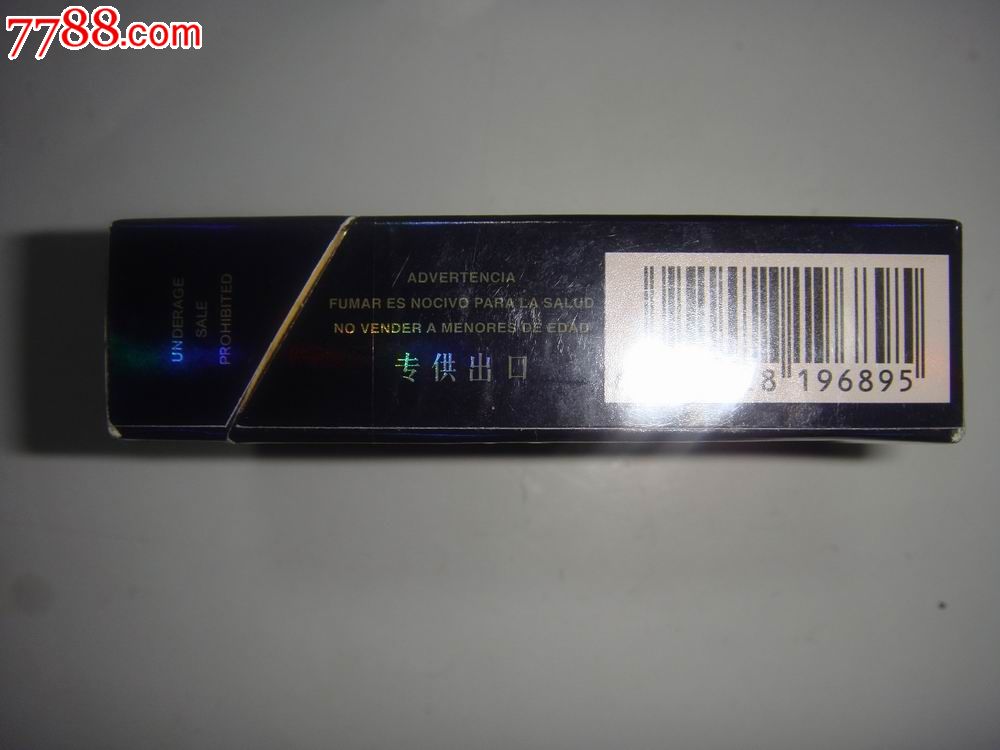 7788.com
UNDERAGE
SALE
PROHIBITED
ADVERTENCIA
FUMAR ES NOCIVO PARA LA SALUD
NO VENDER A MENORES DE EDAD
专供出口
8 196895